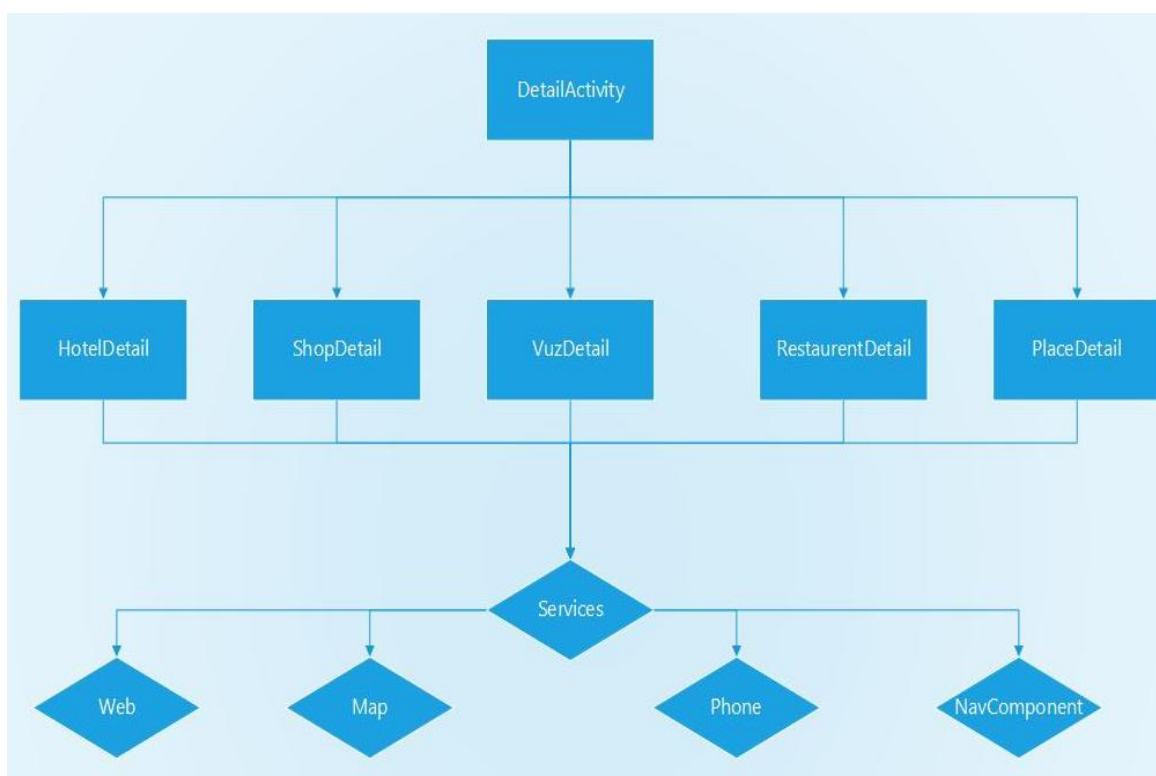 DetailActivity
HotelDetail
ShopDetail
VuzDetail
RestaurentDetail
PlaceDetail
Services
Web
Map
Phone
NavComponent